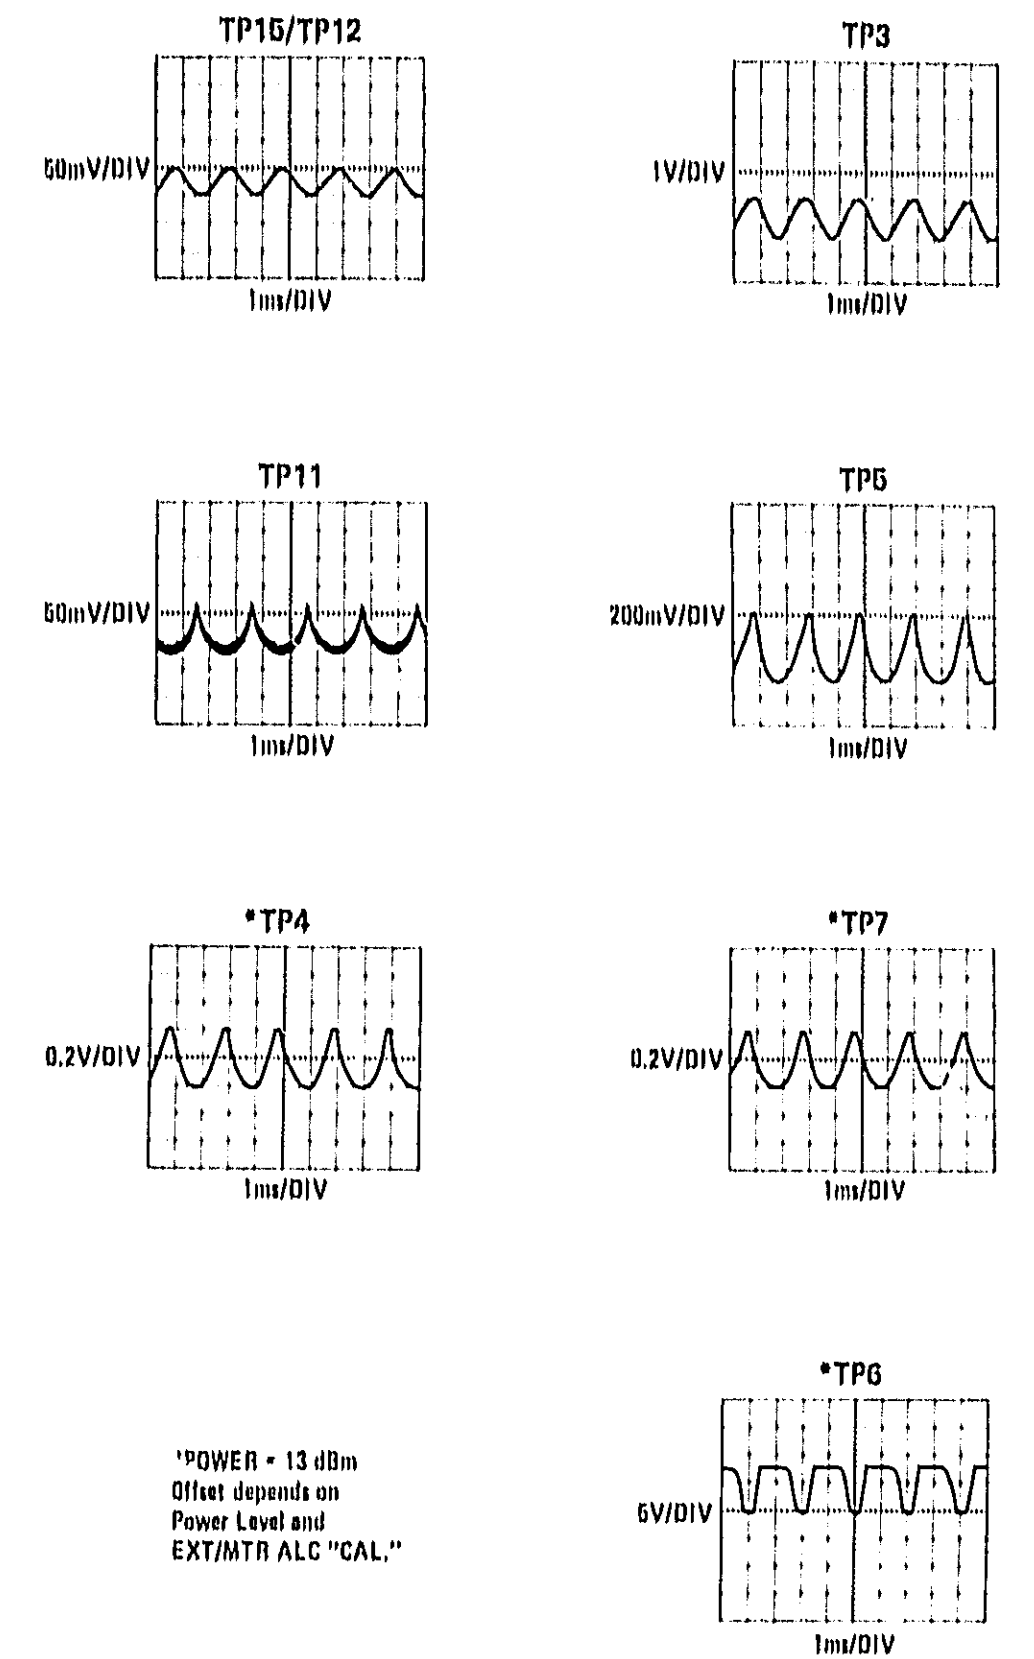 TP15/TP12
50mV/DIV
1ms/DIV
TP3
1V/DIV
1ms/DIV
TP11
50mV/DIV
1ms/DIV
TP5
200mV/DIV
1ms/DIV
*TP4
0.2V/DIV
1ms/DIV
*TP7
0.2V/DIV
1ms/DIV
*TP6
5V/DIV
1ms/DIV
*POWER = 13 dBm
Offset depends on
Power Level and
EXT/MTR ALC "CAL."